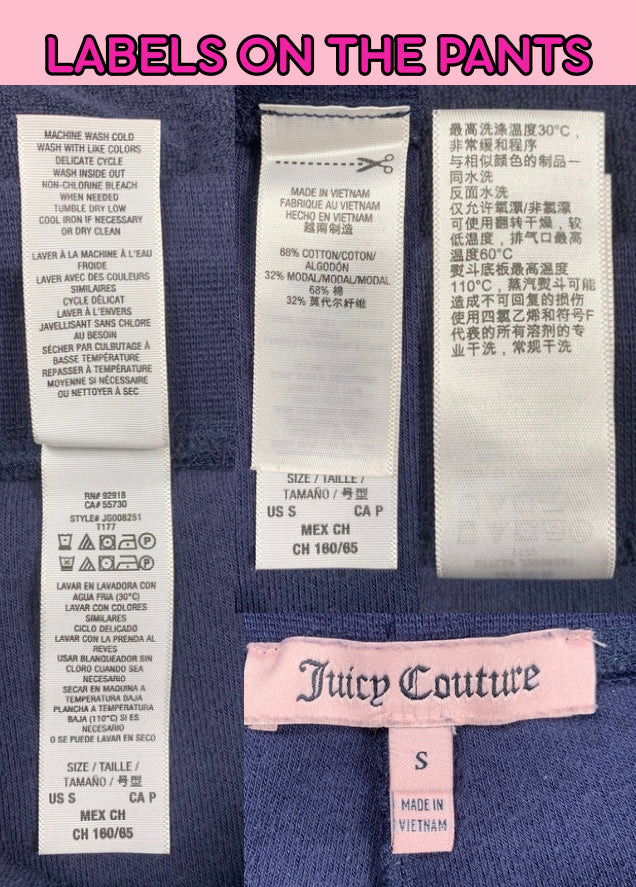 LABELS ON THE PANTS
MACHINE WASH COLD
WASH WITH LIKE COLORS
DELICATE CYCLE
WASH INSIDE OUT
NON-CHLORINE BLEACH
WHEN NEEDED
TUMBLE DRY LOW
COOL IRON IF NECESSARY
OR DRY CLEAN
LAVER À LA MACHINE À L'EAU
FROIDE
LAVER AVEC DES COULEURS
SIMILAIRES
CYCLE DÉLICAT
LAVER À L'ENVERS
JAVELLISANT SANS CHLORE
AU BESOIN
SÉCHER PAR CULBUTAGE À
BASSE TEMPÉRATURE
REPASSER À TEMPÉRATURE
MOYENNE SI NÉCESSAIRE
OU NETTOYER À SEC
RN# 92918
CA# 55730
STYLE# JG008251
T177
LAVAR EN LAVADORA CON
AGUA FRIA (30°C)
LAVAR CON COLORES
SIMILARES
CICLO DELICADO
LAVAR CON LA PRENDA AL
REVES
USAR BLANQUEADOR SIN
CLORO CUANDO SEA
NECESARIO
SECAR EN MAQUINA A
TEMPERATURA BAJA
PLANCHA A TEMPERATURA
BAJA (110°C) SI ES
NECESARIO
O SE PUEDE LAVAR EN SECO
SIZE / TAILLE /
TAMAÑO / 号型
US S CA P
MEX CH
CH 160/65
MADE IN VIETNAM
FABRIQUE AU VIETNAM
HECHO EN VIETNAM
越南制造
68% COTTON/COTON/
ALGODÓN
32% MODAL/MODAL/MODAL
68% 棉
32% 莫代尔纤维
SIZE / TAILLE /
TAMAÑO / 号型
US S CA P
MEX CH
CH 160/65
最高洗涤温度30°C，
非常缓和程序
与相似颜色的制品一
同水洗
反面水洗
仅允许氧漂/非氯漂
可使用翻转干燥，较
低温度，排气口最高
温度60°C
熨斗底板最高温度
110°C，蒸汽熨斗可能
造成不可回复的损伤
使用四氯乙烯和符号F
代表的所有溶剂的专
业干洗，常规干洗
Juicy Couture
S
MADE IN
VIETNAM